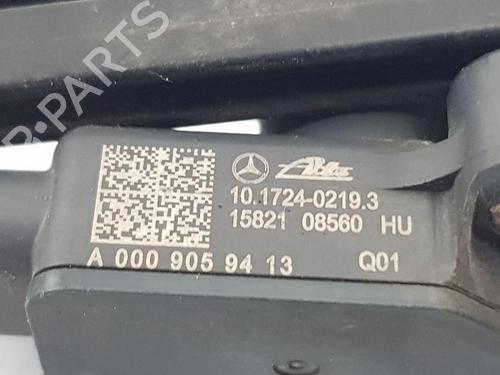 B-PARTS
Ate
10.1724-0219.3
15821 08560 HU
A 000 905 94 13 Q01